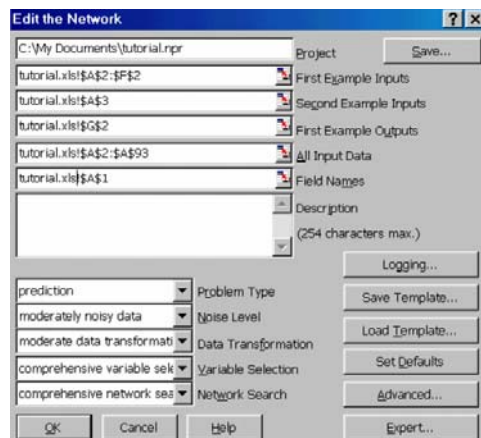 Edit the Network
C:\My Documents\tutorial.npr
Project
Save...
tutorial.xls!$A$2:$F$2
First Example Inputs
tutorial.xls!$A$3
Second Example Inputs
tutorial.xls!$G$2
First Example Outputs
tutorial.xls!$A$2:$A$93
All Input Data
tutorial.xls!$A$1
Field Names
Description
(254 characters max.)
Logging...
prediction
Problem Type
Save Template...
moderately noisy data
Noise Level
Load Template...
moderate data transformati
Data Transformation
Set Defaults
comprehensive variable sek
Variable Selection
comprehensive network sea
Network Search
Advanced...
OK
Cancel
Help
Expert...